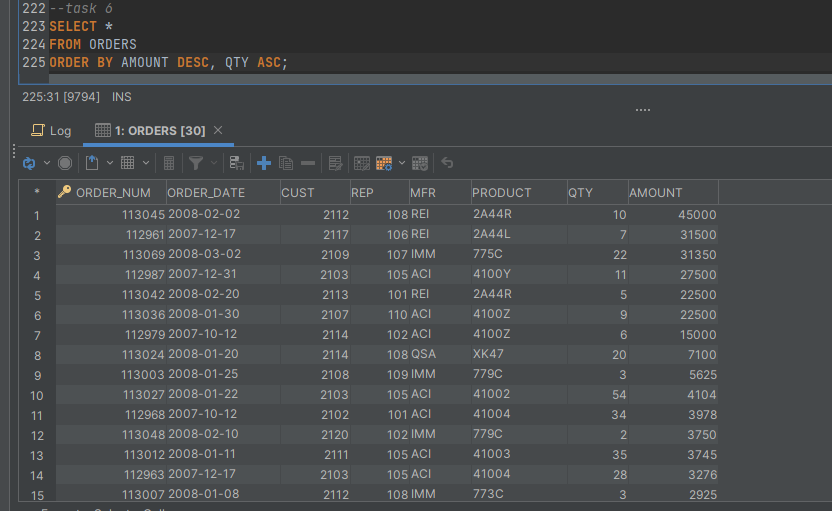 222 --task 6
223 SELECT *
224 FROM ORDERS
225 ORDER BY AMOUNT DESC, QTY ASC;
225:31 [9794] INS
Log 1: ORDERS [30]
* ORDER_NUM ORDER_DATE CUST REP MFR PRODUCT QTY AMOUNT
1 113045 2008-02-02 2112 108 REI 2A44R 10 45000
2 112961 2007-12-17 2117 106 REI 2A44L 7 31500
3 113069 2008-03-02 2109 107 IMM 775C 22 31350
4 112987 2007-12-31 2103 105 ACI 4100Y 11 27500
5 113042 2008-02-20 2113 101 REI 2A44R 5 22500
6 113036 2008-01-30 2107 110 ACI 4100Z 9 22500
7 112979 2007-10-12 2114 102 ACI 4100Z 6 15000
8 113024 2008-01-20 2114 108 QSA XK47 20 7100
9 113003 2008-01-25 2108 109 IMM 779C 3 5625
10 113027 2008-01-22 2103 105 ACI 41002 54 4104
11 112968 2007-10-12 2102 101 ACI 41004 34 3978
12 113048 2008-02-10 2120 102 IMM 779C 2 3750
13 113012 2008-01-11 2111 105 ACI 41003 35 3745
14 112963 2007-12-17 2103 105 ACI 41004 28 3276
15 113007 2008-01-08 2112 108 IMM 773C 3 2925